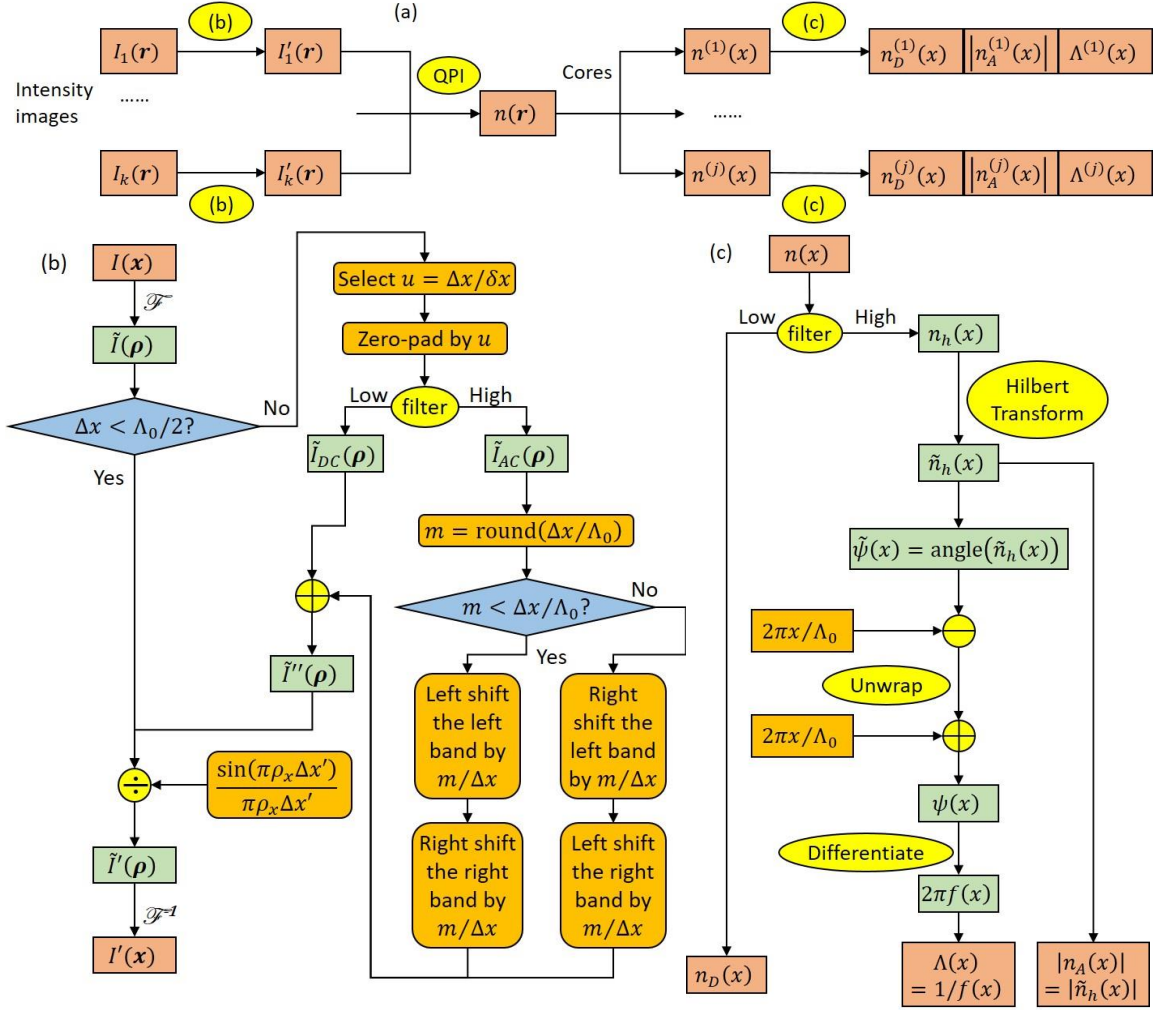 (a)
(b)
(c)
I₁(r)
I′₁(r)
QPI
Cores
n⁽¹⁾(x)
n_D⁽¹⁾(x)
|n_A⁽¹⁾(x)|
Λ⁽¹⁾(x)
Intensity
images
......
n(r)
......
I_k(r)
I′_k(r)
n⁽ʲ⁾(x)
n_D⁽ʲ⁾(x)
|n_A⁽ʲ⁾(x)|
Λ⁽ʲ⁾(x)
(b)
(c)
(b)
I(x)
ℱ
Ĩ(ρ)
Δx < Λ₀/2?
No
Yes
Select u = Δx/δx
Zero-pad by u
Low
filter
High
Ĩ_DC(ρ)
Ĩ_AC(ρ)
m = round(Δx/Λ₀)
m < Δx/Λ₀?
No
Yes
Ĩ′′(ρ)
Left shift
the left
band by
m/Δx
Right
shift the
left band
by m/Δx
Right shift
the right
band by
m/Δx
Left shift
the right
band by
m/Δx
÷
sin(πρₓΔx′)
πρₓΔx′
Ĩ′(ρ)
ℱ⁻¹
I′(x)
(c)
n(x)
Low
filter
High
n_h(x)
Hilbert
Transform
ñ_h(x)
ψ̃(x) = angle(ñ_h(x))
2πx/Λ₀
−
Unwrap
2πx/Λ₀
+
ψ(x)
Differentiate
2πf(x)
n_D(x)
Λ(x)
= 1/f(x)
|n_A(x)|
= |ñ_h(x)|